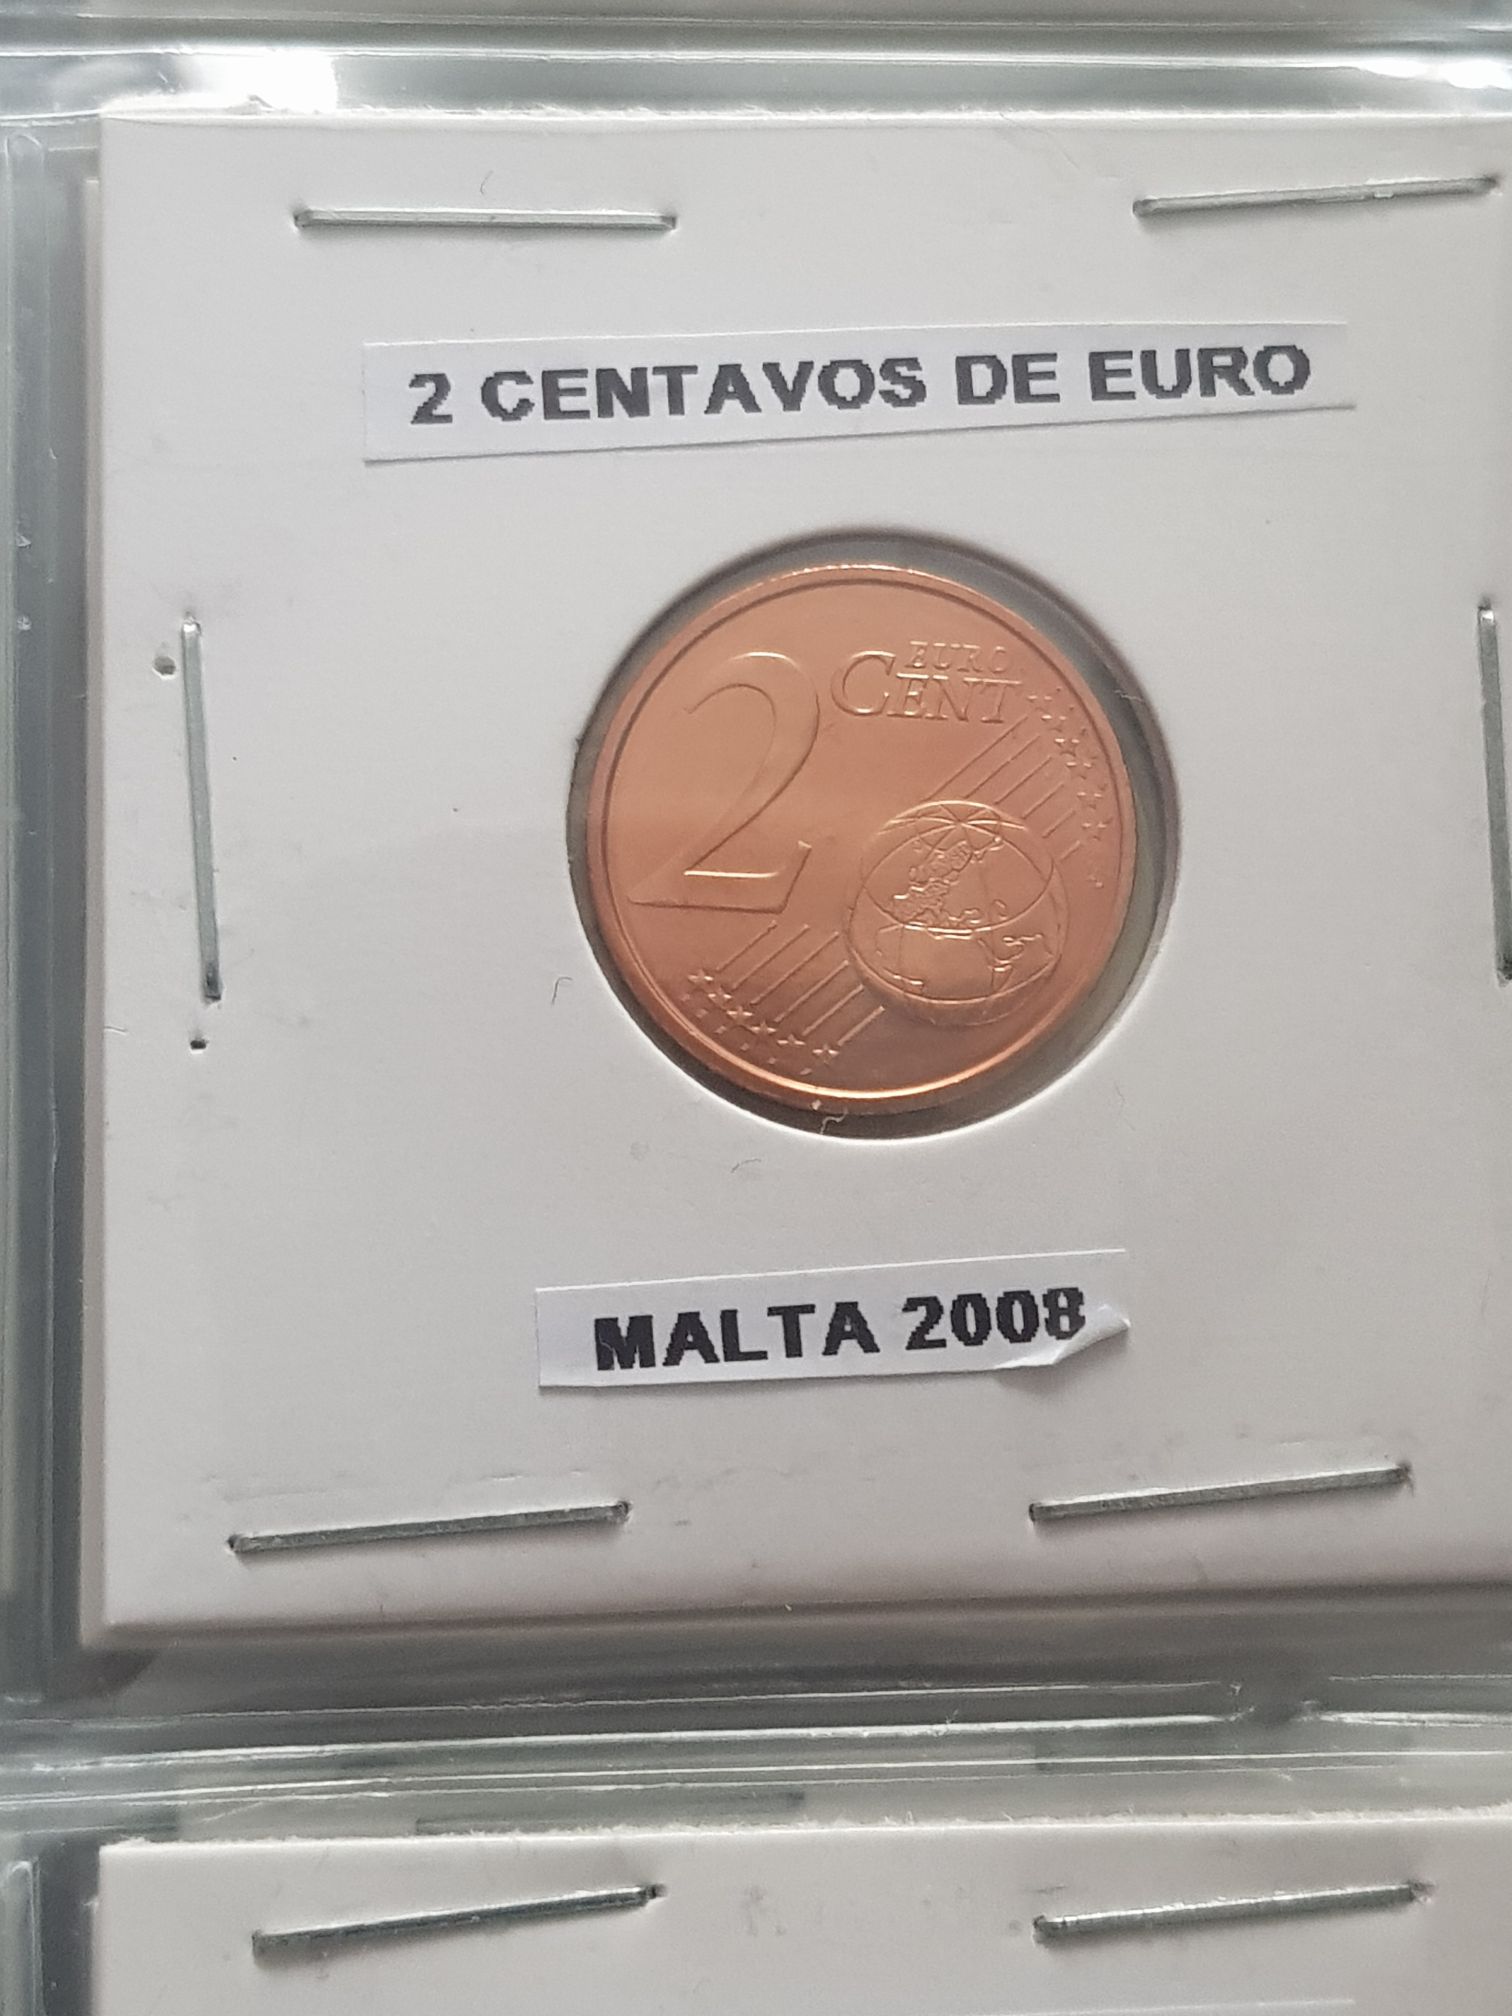 2 CENTAVOS DE EURO
2 EURO
CENT
MALTA 2008